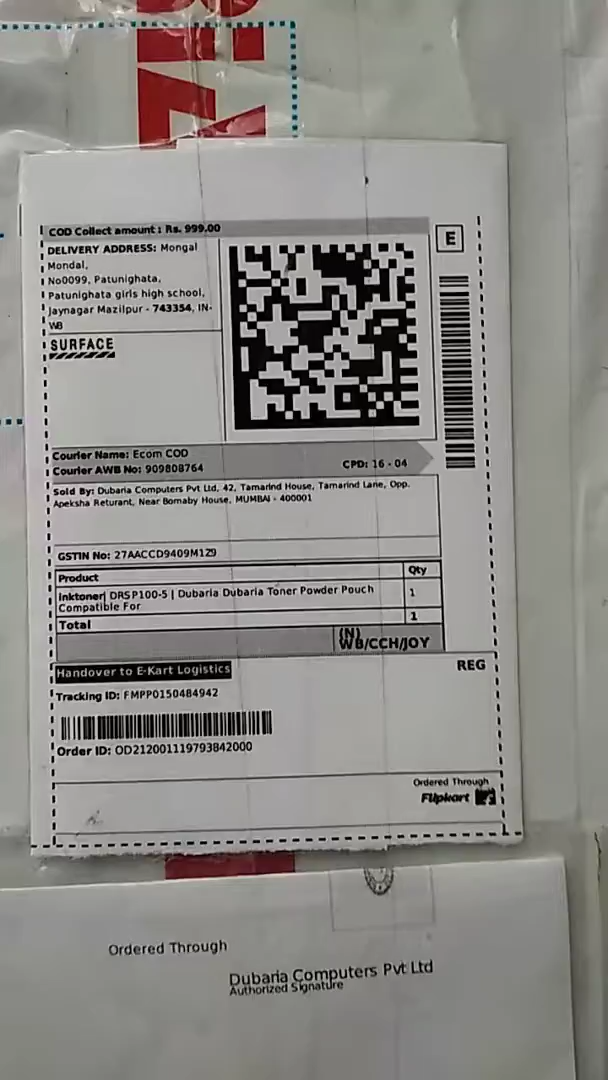 COD Collect amount : Rs. 999.00
DELIVERY ADDRESS: Mongal
Mondal,
No0099, Patunighata,
Patunighata girls high school,
Jaynagar Mazilpur - 743354, IN-
WB
E
SURFACE
Courier Name: Ecom COD
Courier AWB No: 909808764
CPD: 16 - 04
Sold By: Dubaria Computers Pvt Ltd, 42, Tamarind House, Tamarind Lane, Opp.
Apeksha Returant, Near Bomaby House, MUMBAI - 400001
GSTIN No: 27AACCD9409M1Z9
Product Qty
Inktoner| DRSP100-5 | Dubaria Dubaria Toner Powder Pouch 1
Compatible For
Total 1
(N)
WB/CCH/JOY
Handover to E-Kart Logistics
REG
Tracking ID: FMPP0150484942
Order ID: OD212001119793842000
Ordered Through
Flipkart
Ordered Through
Dubaria Computers Pvt Ltd
Authorized Signature